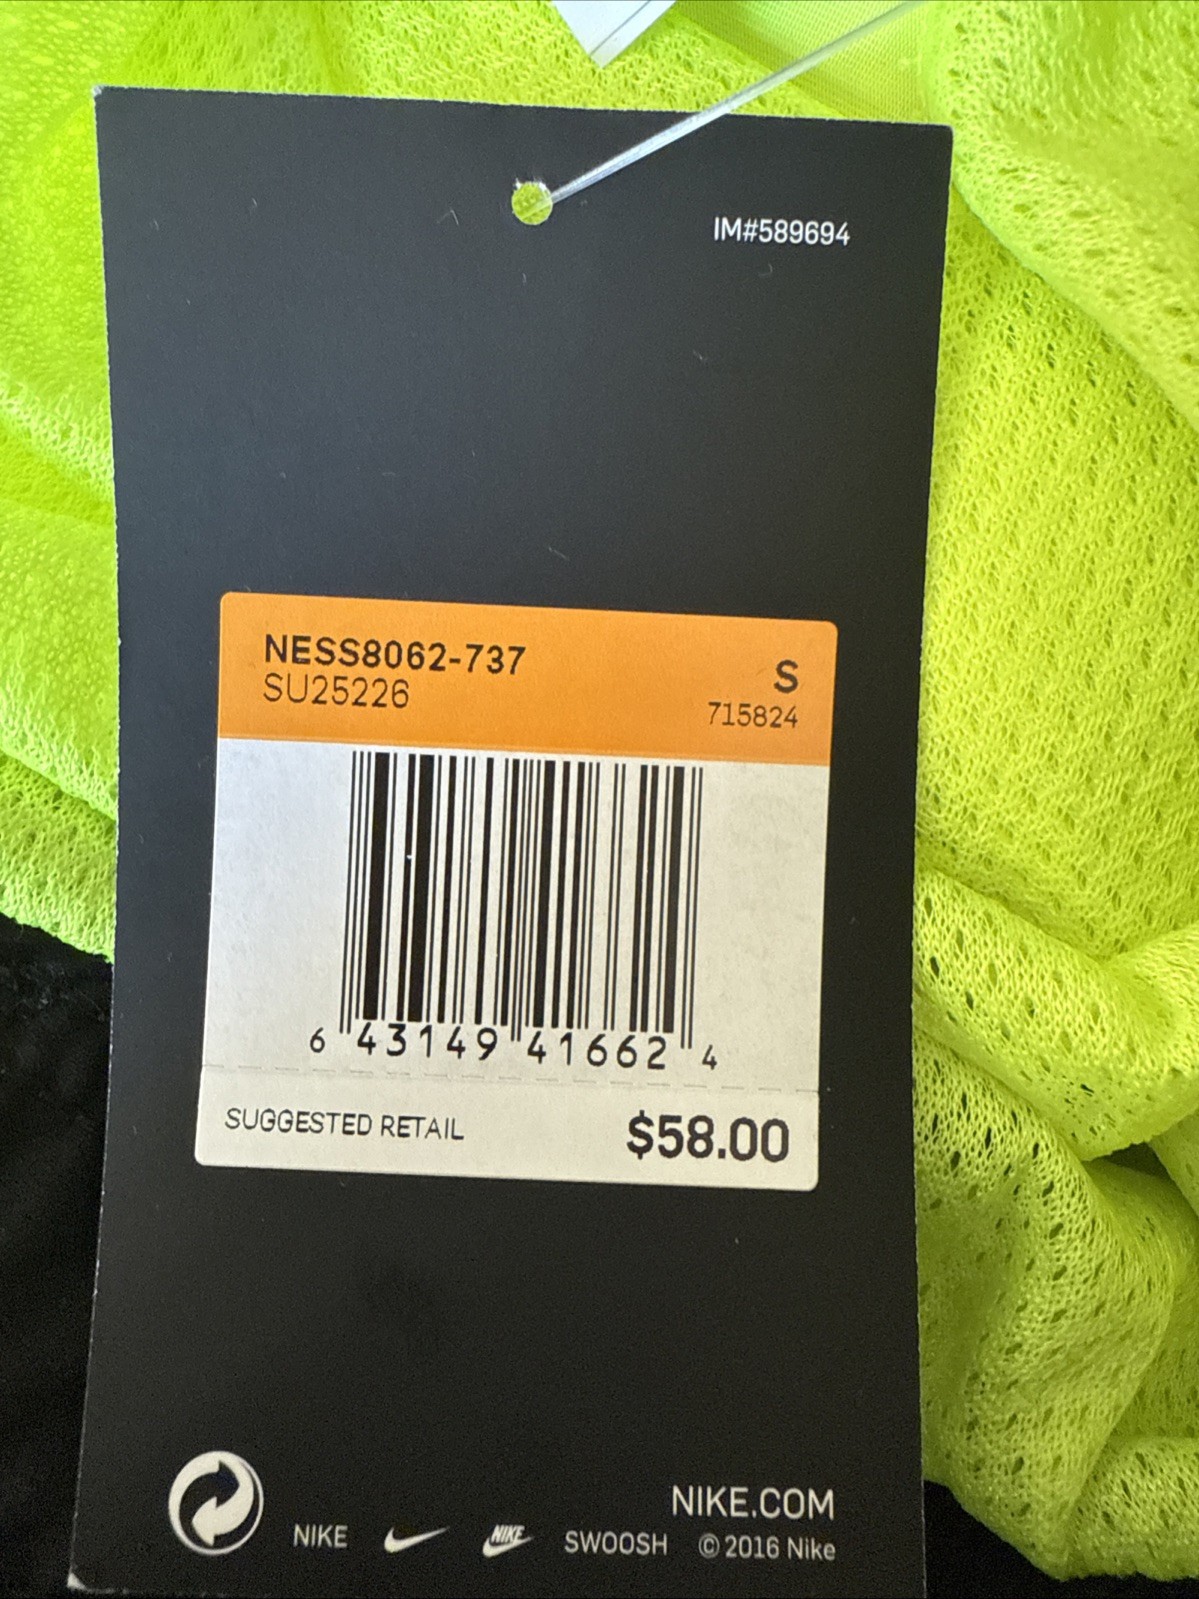 IM#589694
NESS8062-737
SU25226
S
715824
6 43149 41662 4
SUGGESTED RETAIL $58.00
NIKE.COM
NIKE NIKE SWOOSH © 2016 Nike